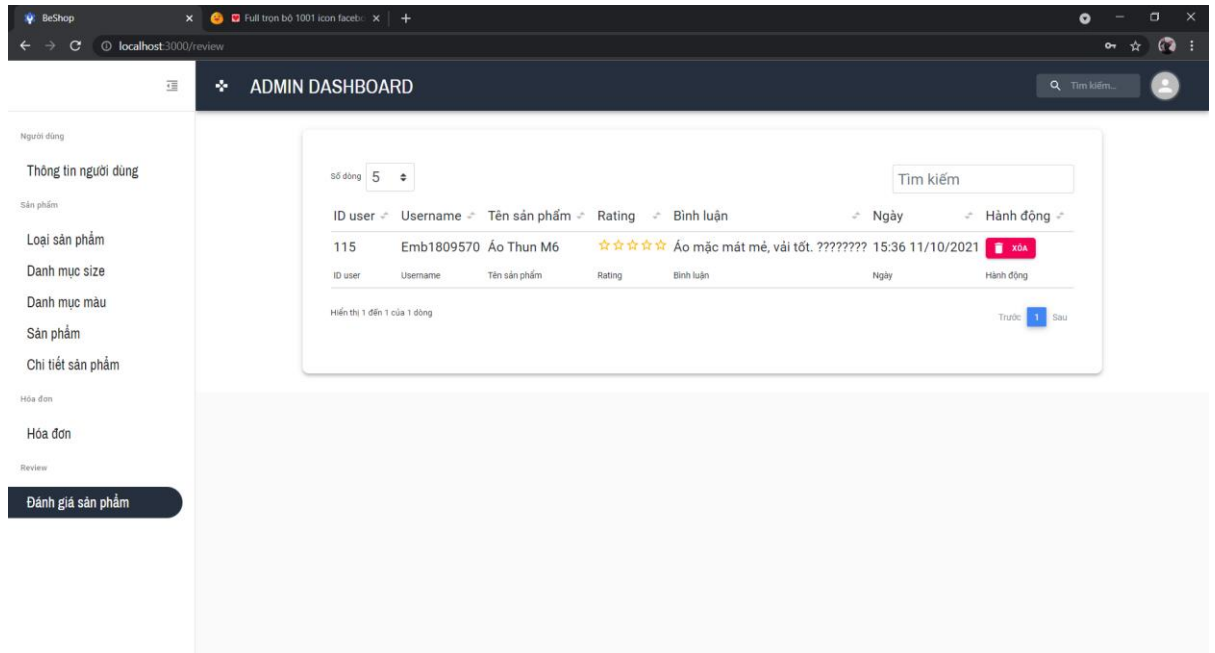 BeShop
Full trọn bộ 1001 icon facebo
localhost:3000/review
ADMIN DASHBOARD
Tìm kiếm...
Người dùng
Thông tin người dùng
Sản phẩm
Loại sản phẩm
Danh mục size
Danh mục màu
Sản phẩm
Chi tiết sản phẩm
Hóa đơn
Hóa đơn
Review
Đánh giá sản phẩm
Số dòng 5
Tìm kiếm
ID user Username Tên sản phẩm Rating Bình luận Ngày Hành động
115 Emb1809570 Áo Thun M6 Áo mặc mát mẻ, vải tốt. ???????? 15:36 11/10/2021 XÓA
ID user Username Tên sản phẩm Rating Bình luận Ngày Hành động
Hiển thị 1 đến 1 của 1 dòng
Trước 1 Sau